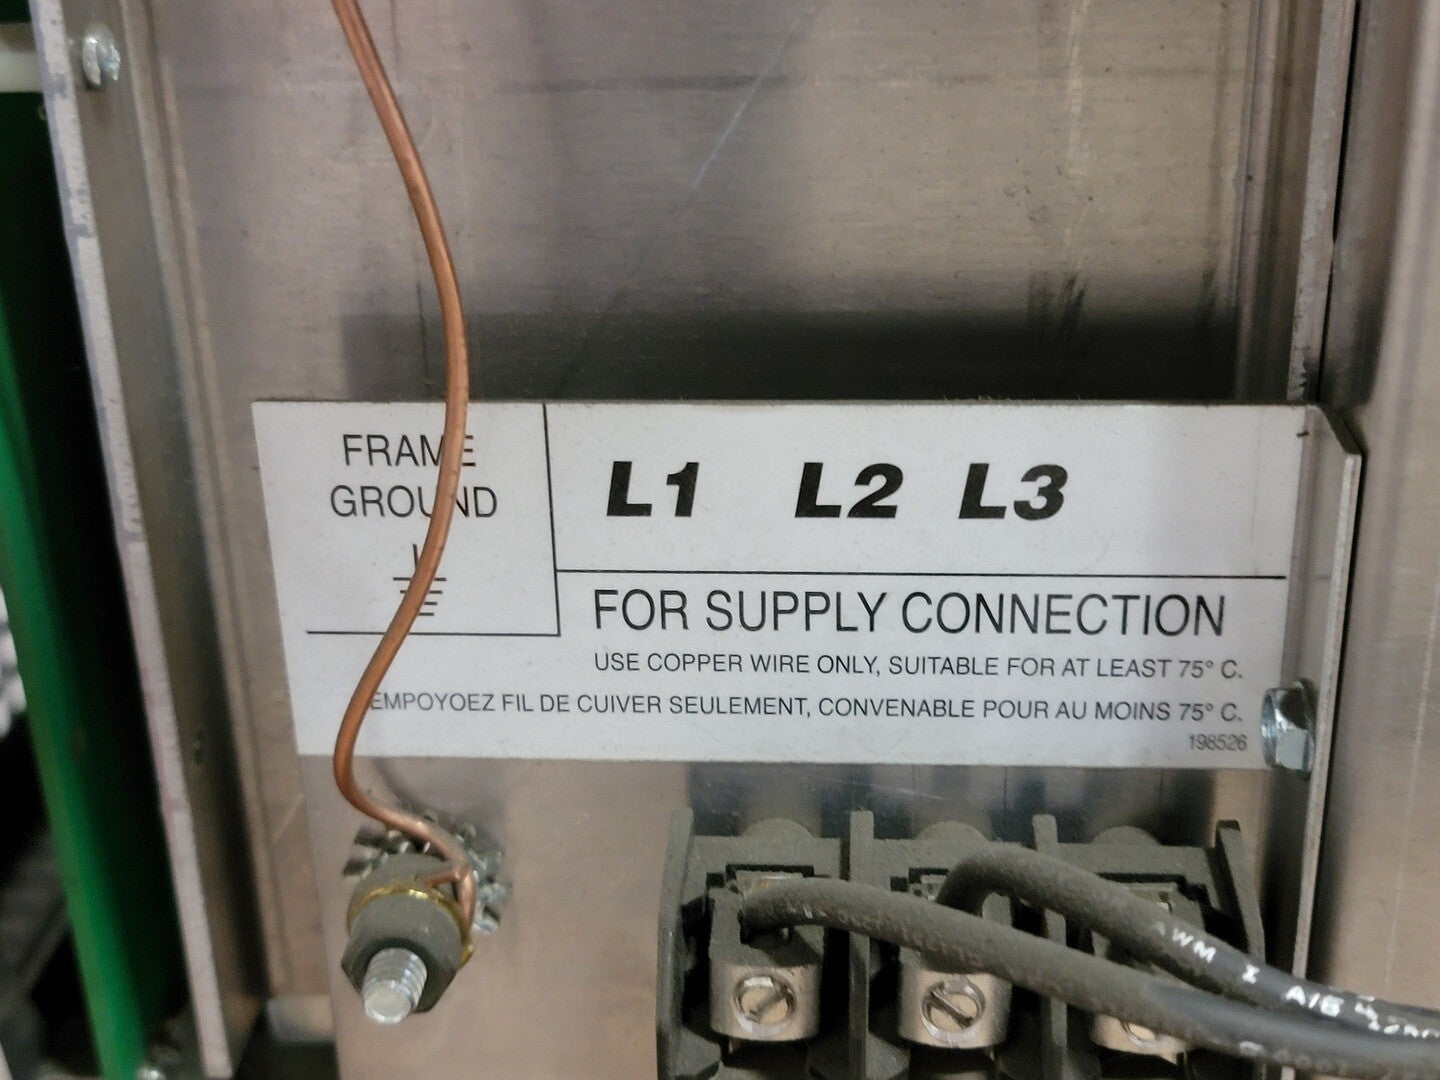 FRAME
GROUND
L1 L2 L3
FOR SUPPLY CONNECTION
USE COPPER WIRE ONLY, SUITABLE FOR AT LEAST 75° C.
EMPOYOEZ FIL DE CUIVER SEULEMENT, CONVENABLE POUR AU MOINS 75° C.
198526
AWM I A/B